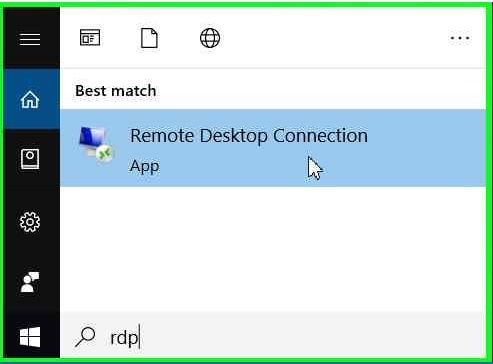 Best match
Remote Desktop Connection
App
rdp